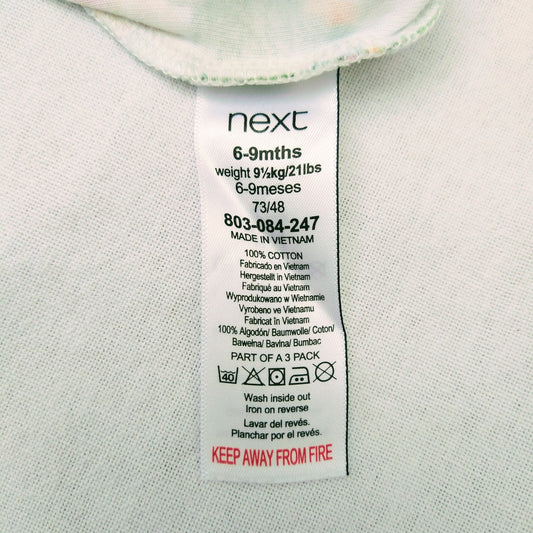 next
6-9mths
weight 9½kg/21lbs
6-9meses
73/48
803-084-247
MADE IN VIETNAM
100% COTTON
Fabricado en Vietnam
Hergestellt in Vietnam
Fabriqué au Vietnam
Wyprodukowano w Wietnamie
Vyrobeno ve Vietnamu
Fabricat în Vietnam
100% Algodón/ Baumwolle/ Coton/
Bawełna/ Bavlna/ Bumbac
PART OF A 3 PACK
40
Wash inside out
Iron on reverse
Lavar del revés.
Planchar por el revés.
KEEP AWAY FROM FIRE